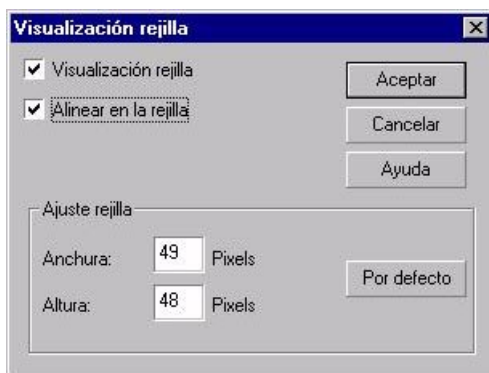 Visualización rejilla
Visualización rejilla
Alinear en la rejilla
Aceptar
Cancelar
Ayuda
Ajuste rejilla
Anchura: 49 Pixels
Altura: 48 Pixels
Por defecto